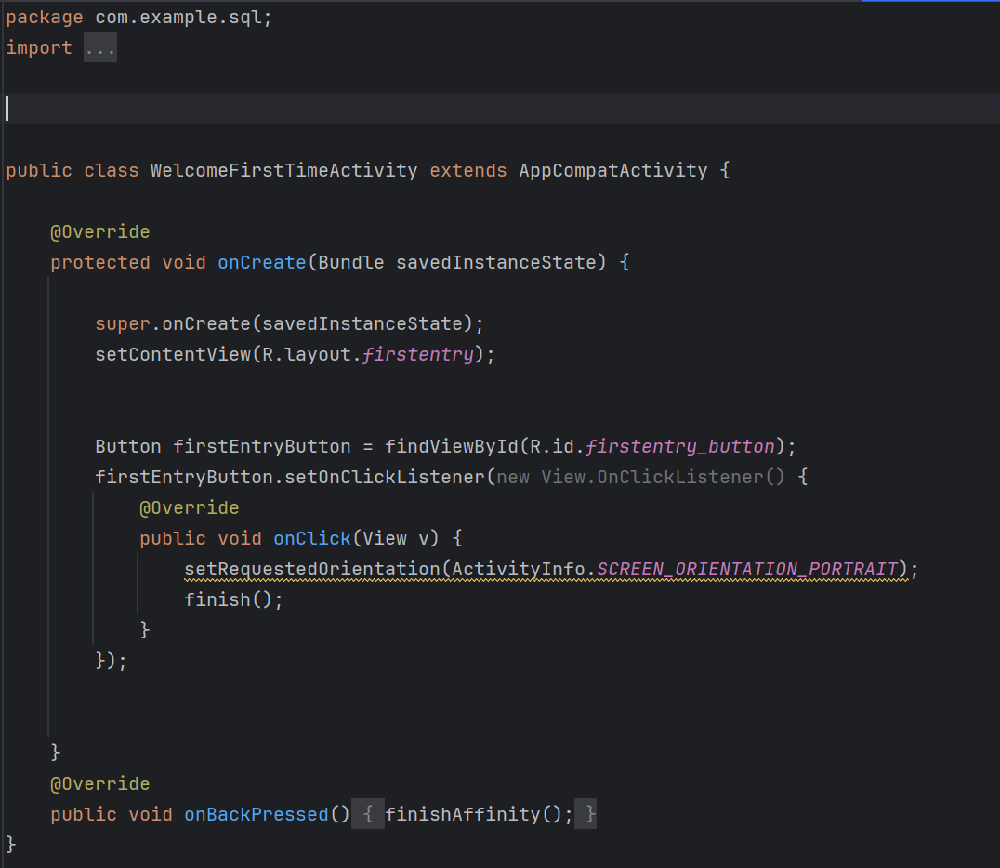 package com.example.sql;
import ...
public class WelcomeFirstTimeActivity extends AppCompatActivity {
@Override
protected void onCreate(Bundle savedInstanceState) {
super.onCreate(savedInstanceState);
setContentView(R.layout.firstentry);
Button firstEntryButton = findViewById(R.id.firstentry_button);
firstEntryButton.setOnClickListener(new View.OnClickListener() {
@Override
public void onClick(View v) {
setRequestedOrientation(ActivityInfo.SCREEN_ORIENTATION_PORTRAIT);
finish();
}
});
}
@Override
public void onBackPressed() { finishAffinity(); }
}